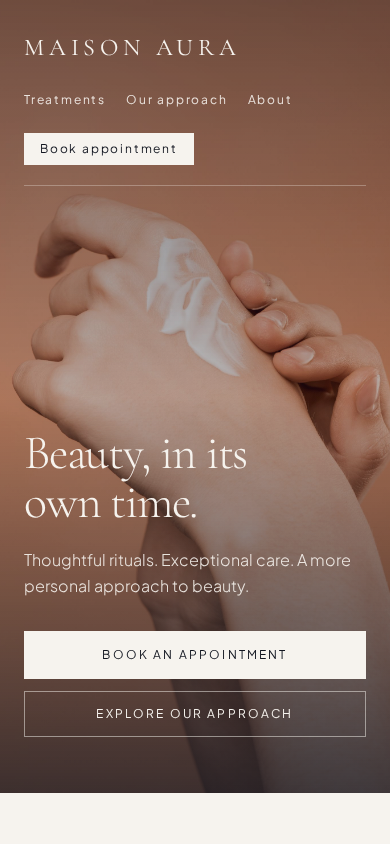 MAISON AURA
Treatments Our approach About
Book appointment
Beauty, in its
own time.
Thoughtful rituals. Exceptional care. A more
personal approach to beauty.
BOOK AN APPOINTMENT
EXPLORE OUR APPROACH